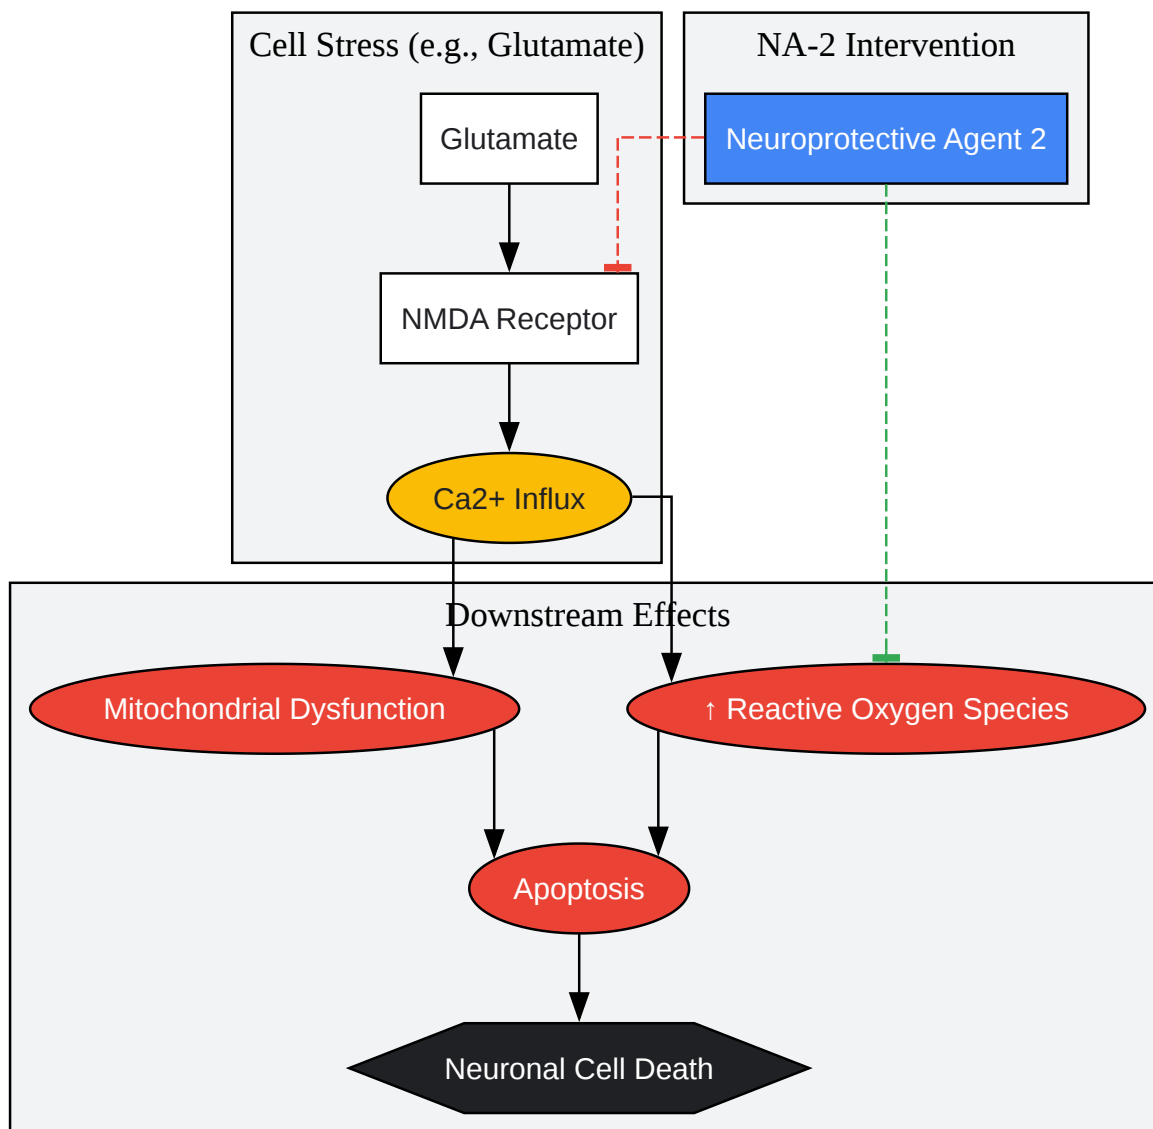 Cell Stress (e.g., Glutamate)
NA-2 Intervention
Glutamate
Neuroprotective Agent 2
NMDA Receptor
Ca2+ Influx
Downstream Effects
Mitochondrial Dysfunction
↑ Reactive Oxygen Species
Apoptosis
Neuronal Cell Death